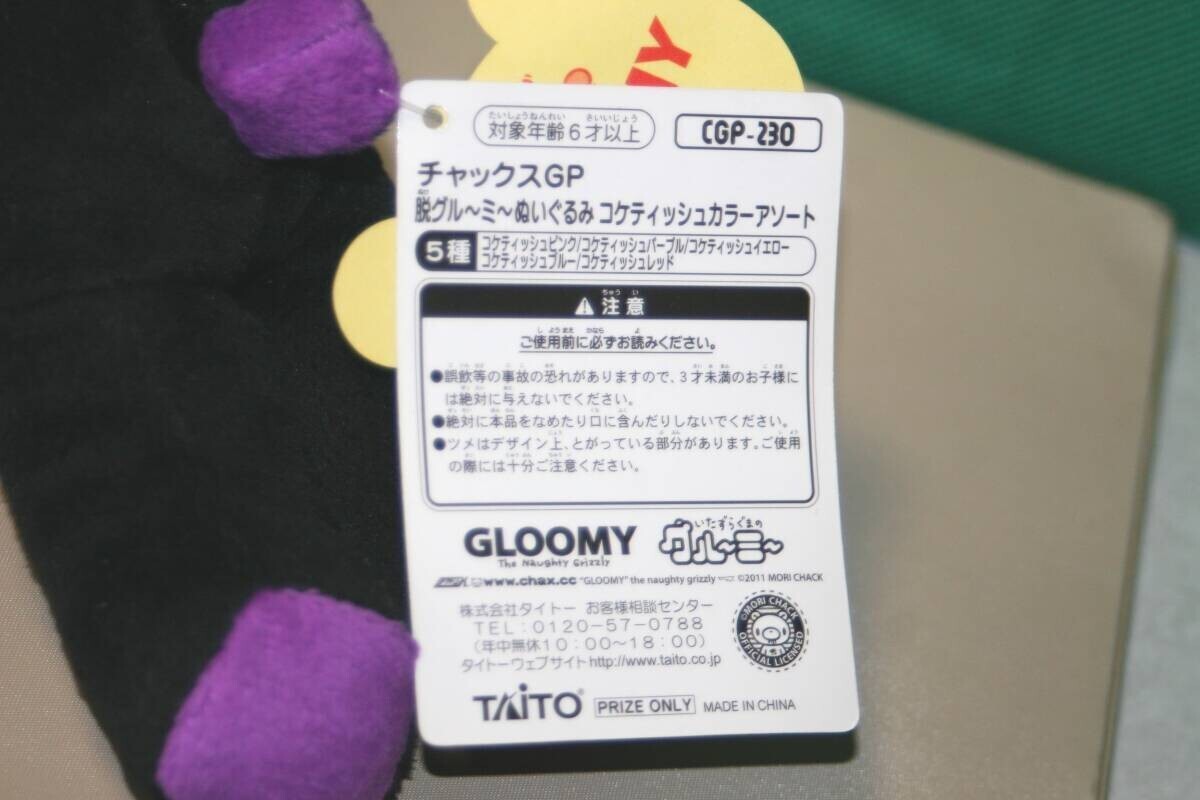 MY
たいしょうねんれい さいいじょう
対象年齢6才以上
CGP-230
チャックスGP
脱グル〜ミ〜ぬいぐるみ コケティッシュカラーアソート
5種
コケティッシュピンク/コケティッシュパープル/コケティッシュイエロー
コケティッシュブルー/コケティッシュレッド
ちゅう い
注意
し よう まえ かなら よ
ご使用前に必ずお読みください。
●誤飲等の事故の恐れがありますので、3才未満のお子様に
は絶対に与えないでください。
●絶対に本品をなめたり口に含んだりしないでください。
●ツメはデザイン上、とがっている部分があります。ご使用
の際には十分ご注意ください。
GLOOMY
The Naughty Grizzly
いたずらぐまの
グル〜ミ〜
www.chax.cc "GLOOMY" the naughty grizzly ©2011 MORI CHACK
株式会社タイトー お客様相談センター
TEL:0120-57-0788
(年中無休10:00〜18:00)
タイトーウェブサイト http://www.taito.co.jp
©MORI CHACK
OFFICIAL LICENSED
TAITO® PRIZE ONLY MADE IN CHINA